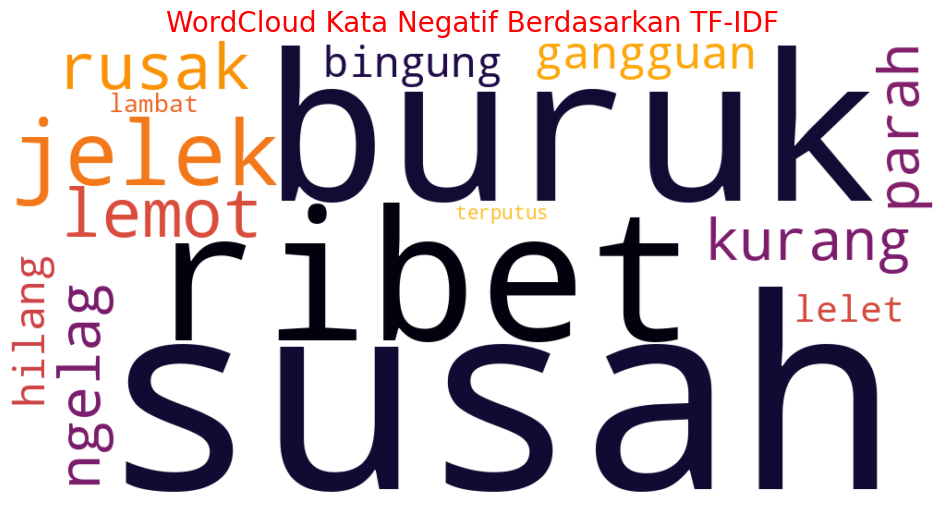 WordCloud Kata Negatif Berdasarkan TF-IDF
rusak
bingung
gangguan
parah
lambat
buruk
jelek
lemot
terputus
ribet
kurang
hilang
ngelag
lelet
susah